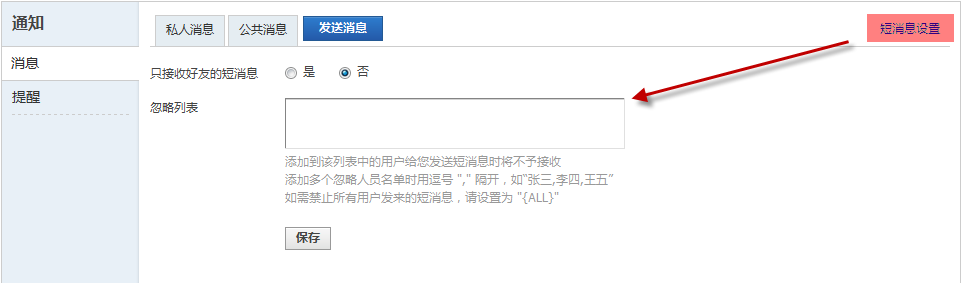 通知
私人消息 公共消息 发送消息 短消息设置
消息
只接收好友的短消息 是 否
提醒
忽略列表
添加到该列表中的用户给您发送短消息时将不予接收
添加多个忽略人员名单时用逗号 "," 隔开，如"张三,李四,王五"
如需禁止所有用户发来的短消息，请设置为 "{ALL}"
保存